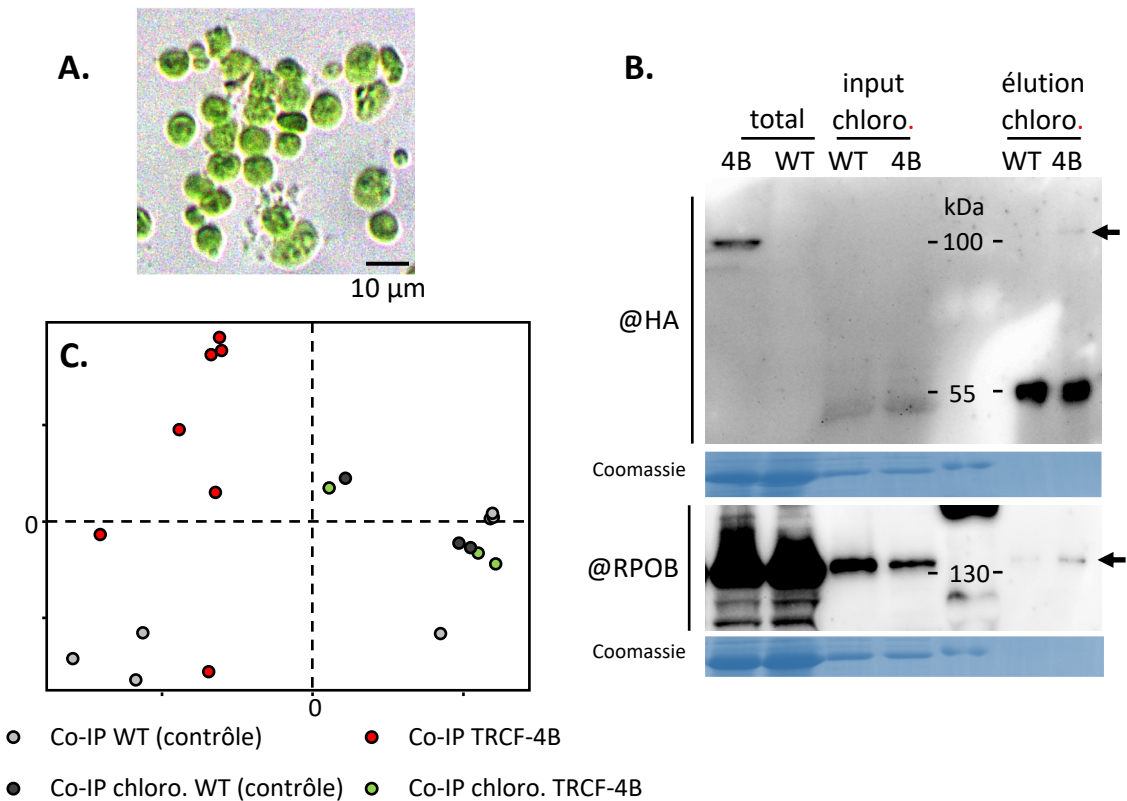 A.
10 µm
B.
total
input
chloro.
élution
chloro.
4B WT WT 4B WT 4B
kDa
- 100 -
@HA
- 55 -
Coomassie
@RPOB
130 -
Coomassie
C.
0
0
Co-IP WT (contrôle)
Co-IP TRCF-4B
Co-IP chloro. WT (contrôle)
Co-IP chloro. TRCF-4B